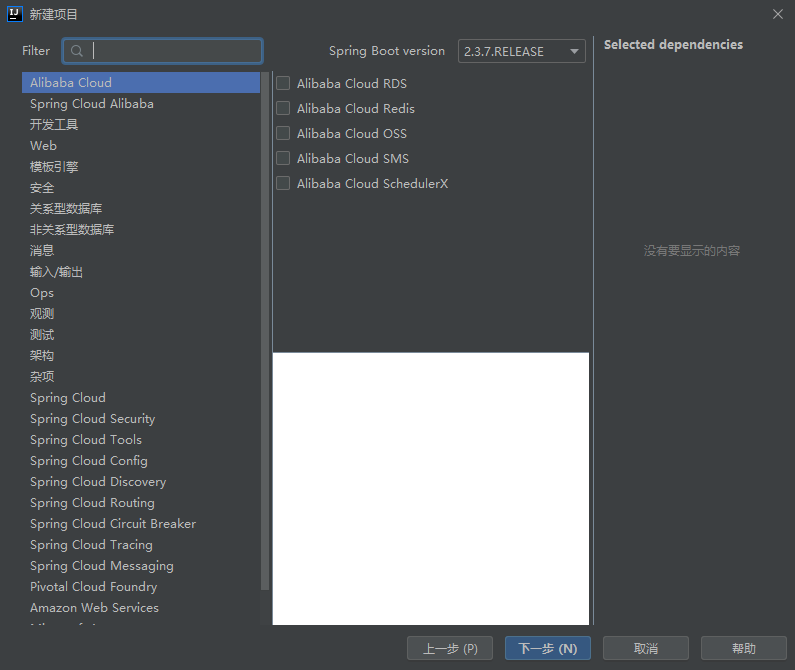 IJ 新建项目
Filter
Spring Boot version 2.3.7.RELEASE
Selected dependencies
Alibaba Cloud
Spring Cloud Alibaba
开发工具
Web
模板引擎
安全
关系型数据库
非关系型数据库
消息
输入/输出
Ops
观测
测试
架构
杂项
Spring Cloud
Spring Cloud Security
Spring Cloud Tools
Spring Cloud Config
Spring Cloud Discovery
Spring Cloud Routing
Spring Cloud Circuit Breaker
Spring Cloud Tracing
Spring Cloud Messaging
Pivotal Cloud Foundry
Amazon Web Services
Alibaba Cloud RDS
Alibaba Cloud Redis
Alibaba Cloud OSS
Alibaba Cloud SMS
Alibaba Cloud SchedulerX
没有要显示的内容
上一步 (P)
下一步 (N)
取消
帮助